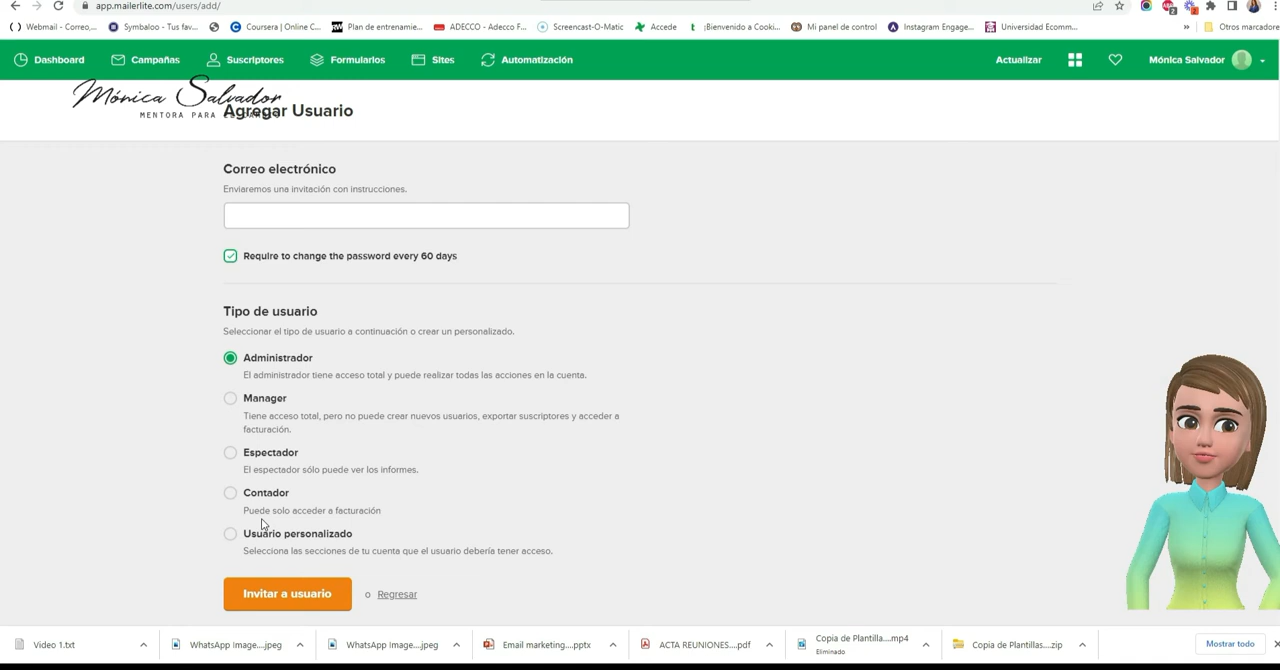 app.mailerlite.com/users/add/
Webmail - Correo,... Symbaloo - Tus fav... Coursera | Online C... Plan de entrenamie... ADECCO - Adecco F... Screencast-O-Matic Accede ¡Bienvenido a Cooki... Mi panel de control Instagram Engage... Universidad Ecomm... » Otros marcadores
Dashboard Campañas Suscriptores Formularios Sites Automatización Actualizar Mónica Salvador
Mónica Salvador
MENTORA PARA
Agregar Usuario
Correo electrónico
Enviaremos una invitación con instrucciones.
Require to change the password every 60 days
Tipo de usuario
Seleccionar el tipo de usuario a continuación o crear un personalizado.
Administrador
El administrador tiene acceso total y puede realizar todas las acciones en la cuenta.
Manager
Tiene acceso total, pero no puede crear nuevos usuarios, exportar suscriptores y acceder a
facturación.
Espectador
El espectador sólo puede ver los informes.
Contador
Puede solo acceder a facturación
Usuario personalizado
Selecciona las secciones de tu cuenta que el usuario debería tener acceso.
Invitar a usuario o Regresar
Video 1.txt WhatsApp Image....jpeg WhatsApp Image....jpeg Email marketing....pptx ACTA REUNIONES....pdf Copia de Plantilla....mp4 Copia de Plantillas....zip Mostrar todo
Eliminado